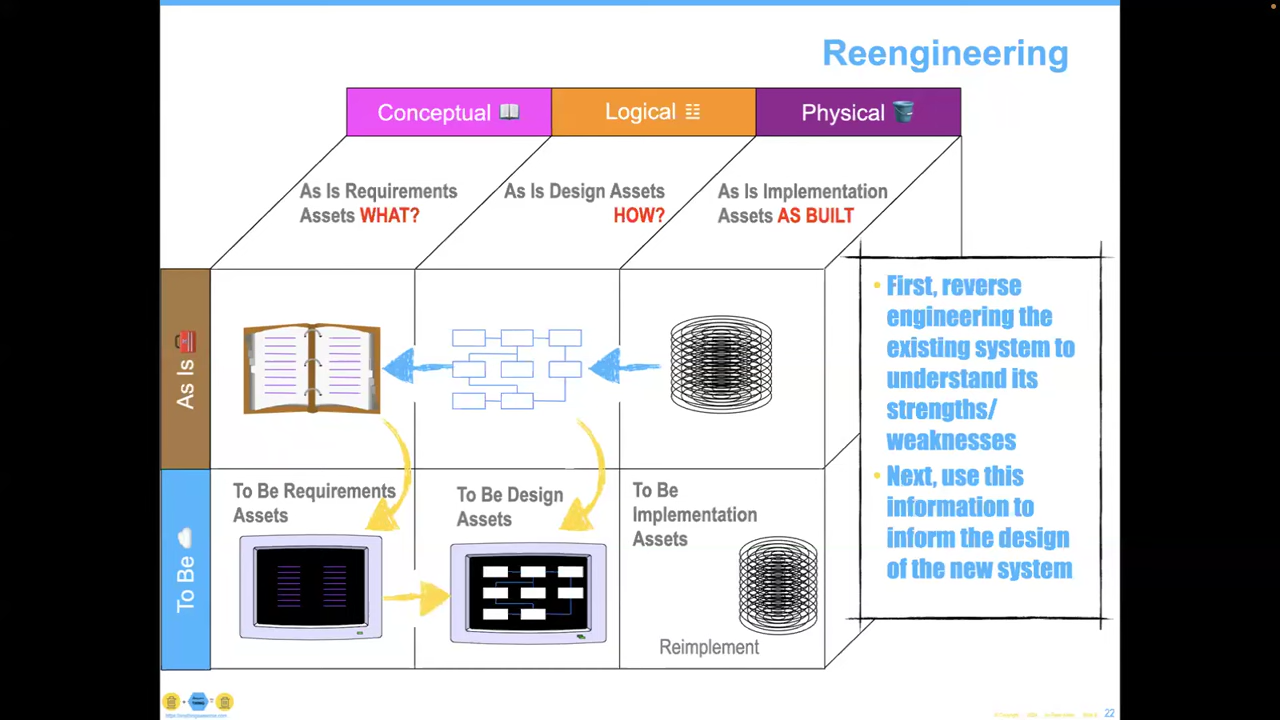 Reengineering
Conceptual
Logical
Physical
As Is Requirements
Assets WHAT?
As Is Design Assets
HOW?
As Is Implementation
Assets AS BUILT
As Is
To Be
To Be Requirements
Assets
To Be Design
Assets
To Be
Implementation
Assets
Reimplement
• First, reverse
engineering the
existing system to
understand its
strengths/
weaknesses
• Next, use this
information to
inform the design
of the new system
22